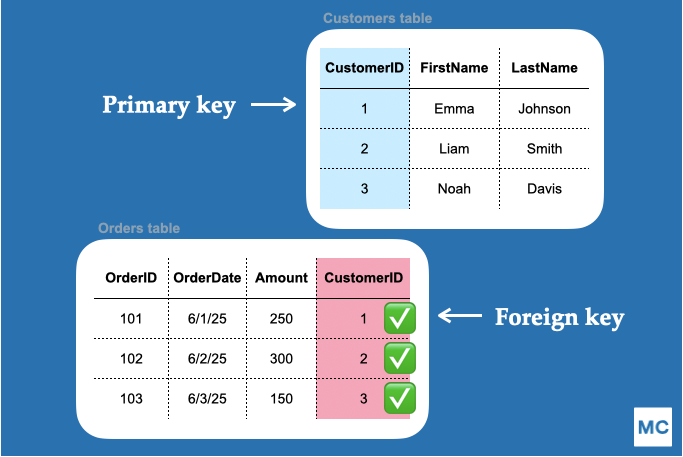 Customers table
CustomerID FirstName LastName
Primary key
1 Emma Johnson
2 Liam Smith
3 Noah Davis
Orders table
OrderID OrderDate Amount CustomerID
101 6/1/25 250 1
Foreign key
102 6/2/25 300 2
103 6/3/25 150 3
MC